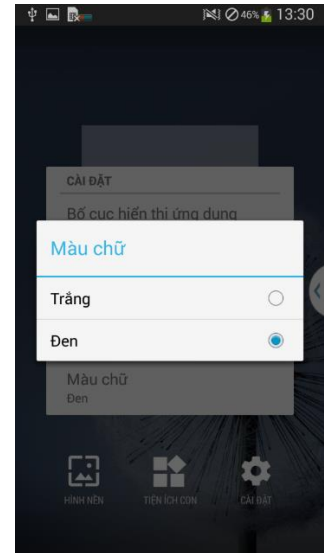 46% 13:30
CÀI ĐẶT
Bố cục hiển thị ứng dụng
Màu chữ
Trắng
Đen
Màu chữ
Đen
HÌNH NỀN TIỆN ÍCH CON CÀI ĐẶT